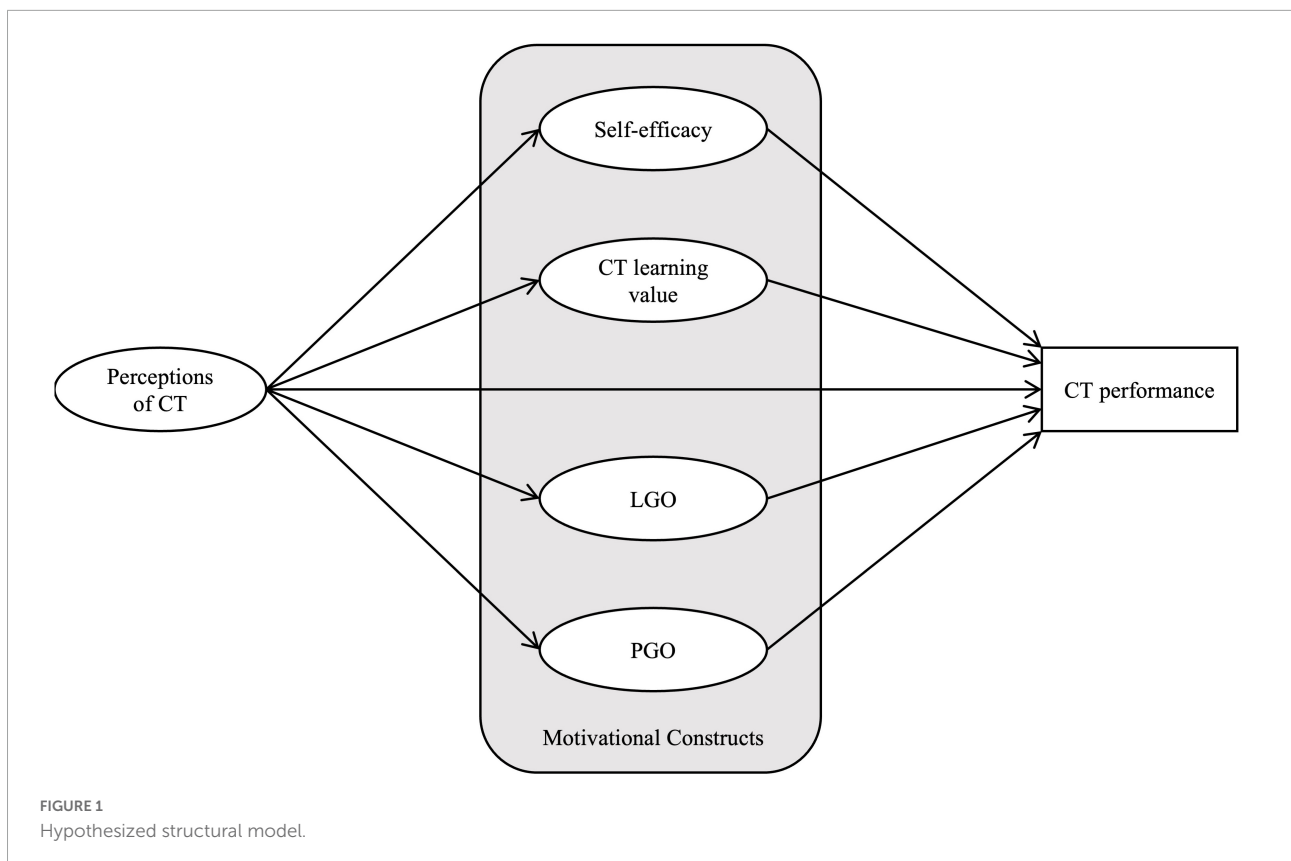 Self-efficacy
CT learning
value
Perceptions
of CT
CT performance
LGO
PGO
Motivational Constructs
FIGURE 1
Hypothesized structural model.